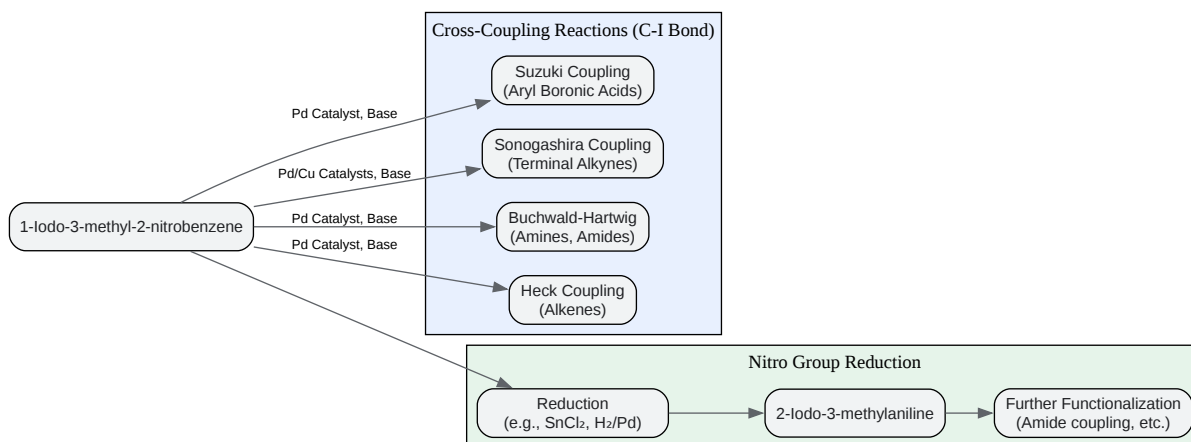 Cross-Coupling Reactions (C-I Bond)
Suzuki Coupling
(Aryl Boronic Acids)
Pd Catalyst, Base
Sonogashira Coupling
(Terminal Alkynes)
Pd/Cu Catalysts, Base
1-Iodo-3-methyl-2-nitrobenzene
Pd Catalyst, Base
Buchwald-Hartwig
(Amines, Amides)
Pd Catalyst, Base
Heck Coupling
(Alkenes)
Nitro Group Reduction
Reduction
(e.g., SnCl₂, H₂/Pd)
2-Iodo-3-methylaniline
Further Functionalization
(Amide coupling, etc.)